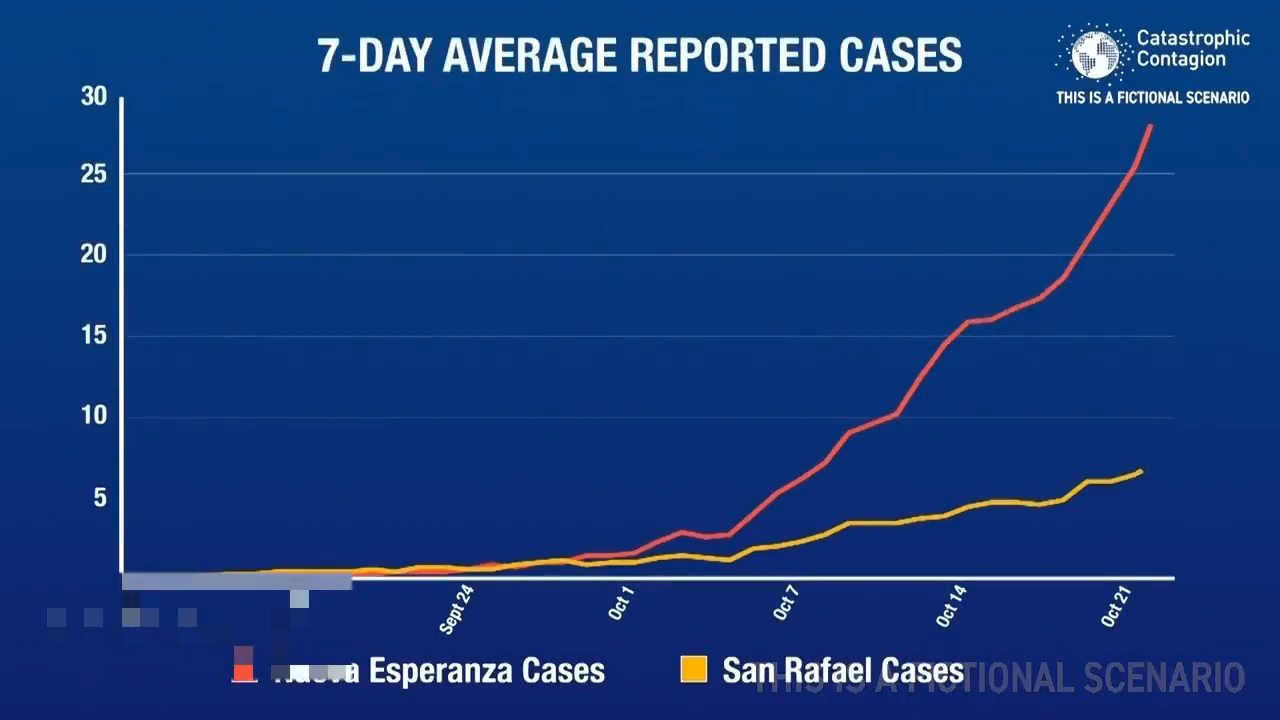 7-DAY AVERAGE REPORTED CASES
Catastrophic
Contagion
THIS IS A FICTIONAL SCENARIO
30
25
20
15
10
5
Sept 24
Oct 1
Oct 7
Oct 14
Oct 21
Esperanza Cases
San Rafael Cases
THIS IS A FICTIONAL SCENARIO